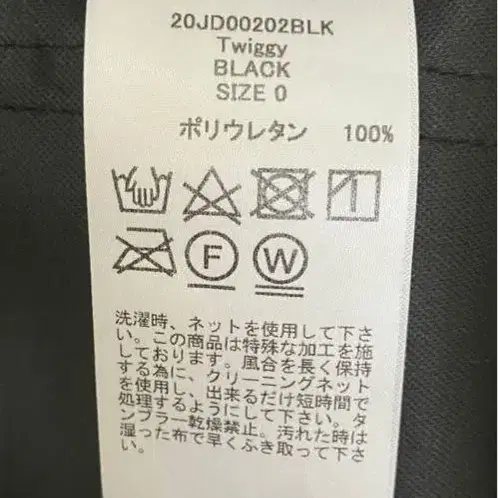 20JD00202BLK
Twiggy
BLACK
SIZE 0
ポリウレタン 100%
F W
洗濯時、ネットを使用して下さ
い。この商品は特殊な加工を施
しております。風合を長く保持
する為に、クリーニングネット
を使用し、出来るだけ短時間で
処理するようにして下さい。タ
ンブラー乾燥禁止。汚れた時は
湿った布で早くふき取って下さ
い。